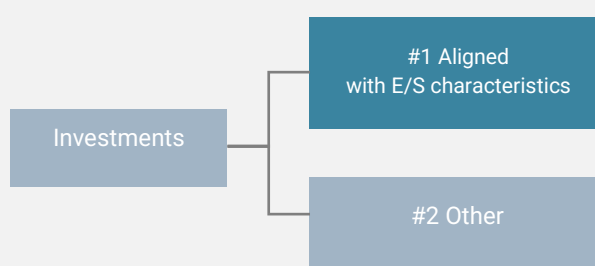 #1 Aligned
with E/S characteristics
Investments
#2 Other